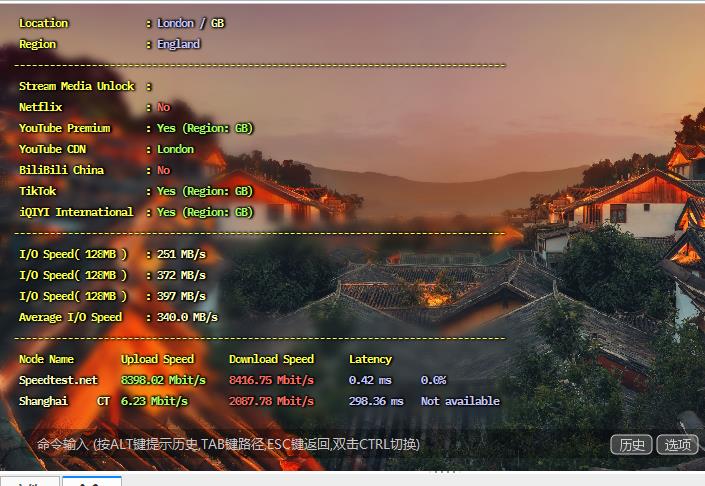 Location : London / GB
Region : England
----------------------------------------------------------------------
Stream Media Unlock :
Netflix : No
YouTube Premium : Yes (Region: GB)
YouTube CDN : London
BiliBili China : No
TikTok : Yes (Region: GB)
iQIYI International : Yes (Region: GB)
----------------------------------------------------------------------
I/O Speed( 128MB ) : 251 MB/s
I/O Speed( 128MB ) : 372 MB/s
I/O Speed( 128MB ) : 397 MB/s
Average I/O Speed : 340.0 MB/s
----------------------------------------------------------------------
Node Name Upload Speed Download Speed Latency
Speedtest.net 8398.02 Mbit/s 8416.75 Mbit/s 0.42 ms 0.0%
Shanghai CT 6.23 Mbit/s 2087.78 Mbit/s 298.36 ms Not available
命令输入 (按ALT键提示历史,TAB键路径,ESC键返回,双击CTRL切换) 历史 选项